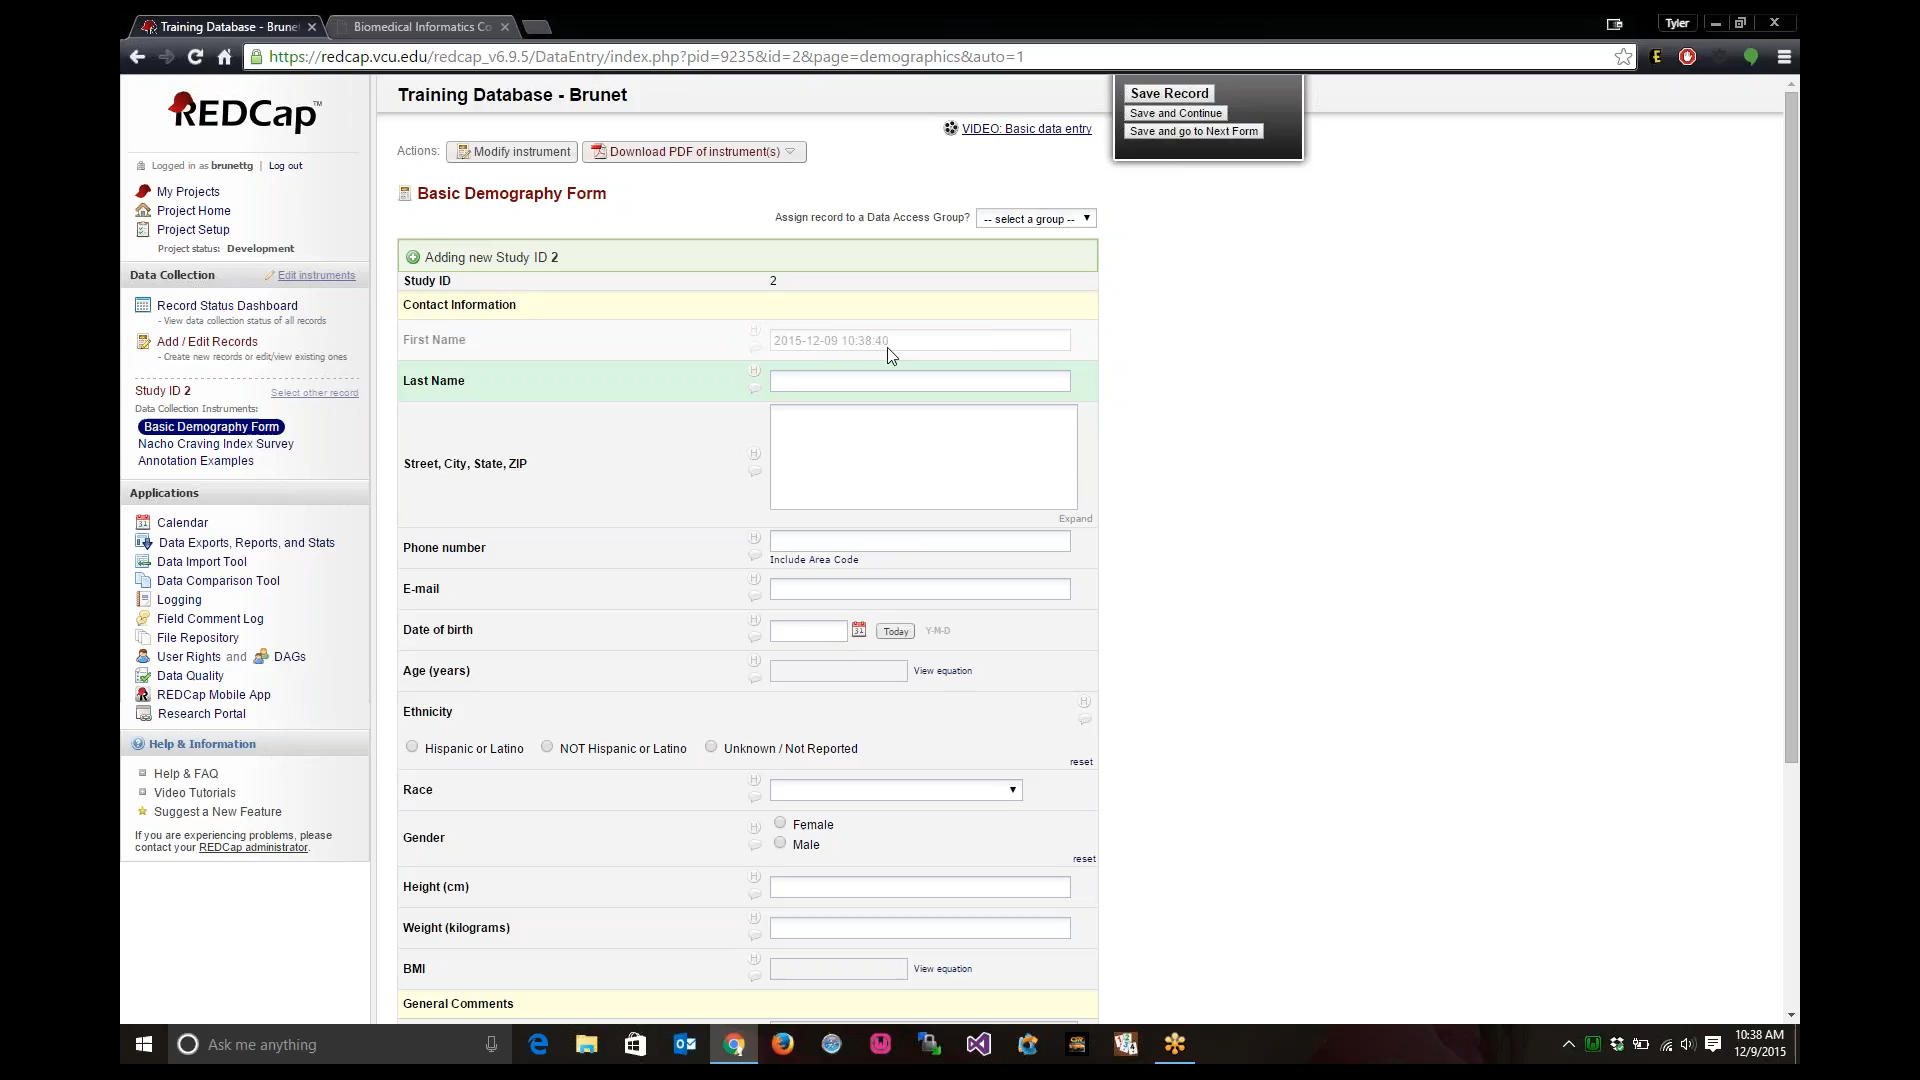 Training Database - Brunet
Biomedical Informatics Co
Tyler
https://redcap.vcu.edu/redcap_v6.9.5/DataEntry/index.php?pid=9235&id=2&page=demographics&auto=1
REDCap™
Logged in as brunettg | Log out
My Projects
Project Home
Project Setup
Project status: Development
Data Collection
Edit instruments
Record Status Dashboard
- View data collection status of all records
Add / Edit Records
- Create new records or edit/view existing ones
Study ID 2
Select other record
Data Collection Instruments:
Basic Demography Form
Nacho Craving Index Survey
Annotation Examples
Applications
31 Calendar
Data Exports, Reports, and Stats
Data Import Tool
Data Comparison Tool
Logging
Field Comment Log
File Repository
User Rights and DAGs
Data Quality
REDCap Mobile App
Research Portal
Help & Information
Help & FAQ
Video Tutorials
Suggest a New Feature
If you are experiencing problems, please
contact your REDCap administrator.
Training Database - Brunet
VIDEO: Basic data entry
Save Record
Save and Continue
Save and go to Next Form
Actions: Modify instrument Download PDF of instrument(s)
Basic Demography Form
Assign record to a Data Access Group? -- select a group --
Adding new Study ID 2
Study ID 2
Contact Information
First Name H 2015-12-09 10:38:40
Last Name H
Street, City, State, ZIP H
Expand
Phone number H
Include Area Code
E-mail H
Date of birth H 31 Today Y-M-D
Age (years) H View equation
Ethnicity H
Hispanic or Latino NOT Hispanic or Latino Unknown / Not Reported
reset
Race H
Gender H Female
Male
reset
Height (cm) H
Weight (kilograms) H
BMI H View equation
General Comments
Ask me anything
10:38 AM
12/9/2015